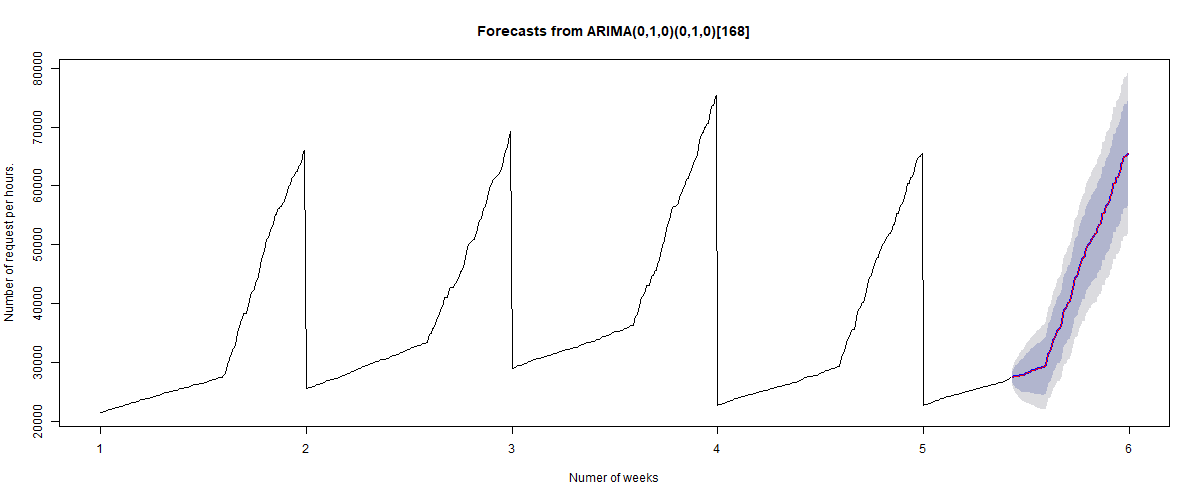 Forecasts from ARIMA(0,1,0)(0,1,0)[168]
Number of request per hours.
80000
70000
60000
50000
40000
30000
20000
1 2 3 4 5 6
Numer of weeks